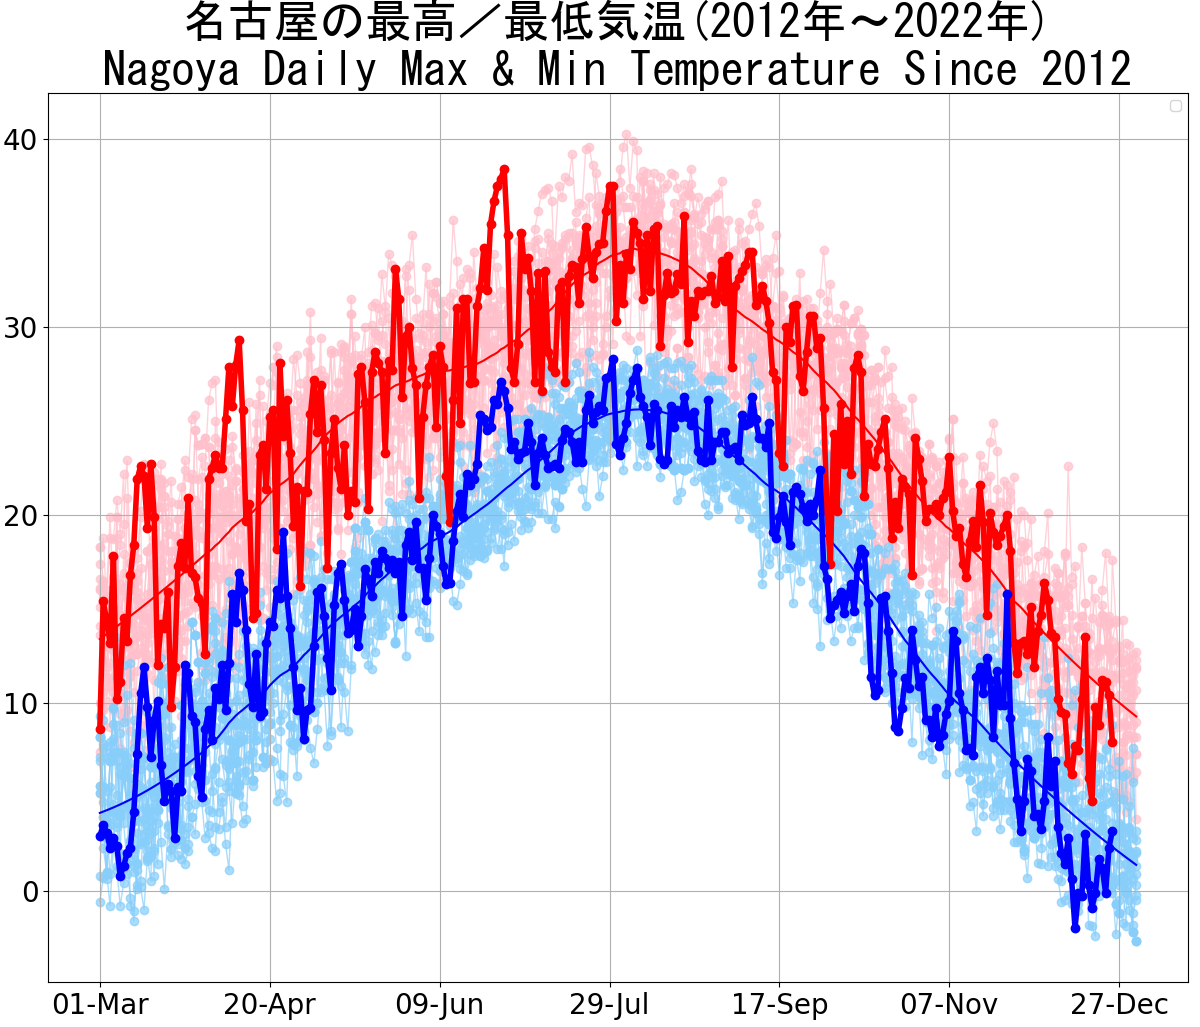 名古屋の最高／最低気温(2012年～2022年)
Nagoya Daily Max & Min Temperature Since 2012
40
30
20
10
0
01-Mar 20-Apr 09-Jun 29-Jul 17-Sep 07-Nov 27-Dec